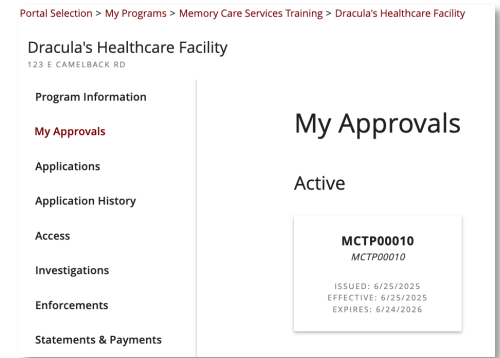 Portal Selection > My Programs > Memory Care Services Training > Dracula's Healthcare Facility
Dracula's Healthcare Facility
123 E CAMELBACK RD
Program Information
My Approvals
Applications
Application History
Access
Investigations
Enforcements
Statements & Payments
My Approvals
Active
MCTP00010
MCTP00010
ISSUED: 6/25/2025
EFFECTIVE: 6/25/2025
EXPIRES: 6/24/2026